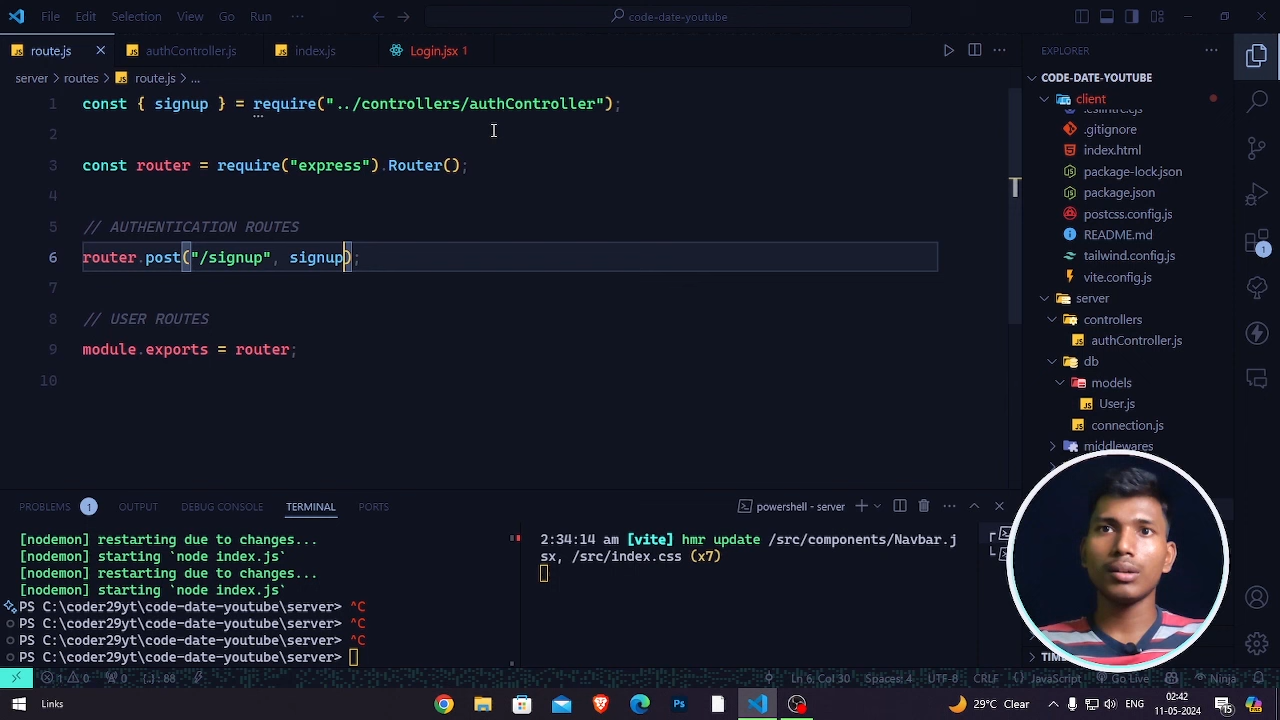 File Edit Selection View Go Run ···
code-date-youtube
route.js
authController.js
index.js
Login.jsx 1
EXPLORER
server > routes > route.js > ...
CODE-DATE-YOUTUBE
client
.eslintrc.cjs
.gitignore
index.html
package-lock.json
package.json
postcss.config.js
README.md
tailwind.config.js
vite.config.js
server
controllers
authController.js
db
models
User.js
connection.js
middlewares
1 const { signup } = require("../controllers/authController");
2
3 const router = require("express").Router();
4
5 // AUTHENTICATION ROUTES
6 router.post("/signup", signup);
7
8 // USER ROUTES
9 module.exports = router;
10
1
PROBLEMS 1 OUTPUT DEBUG CONSOLE TERMINAL PORTS
powershell - server
[nodemon] restarting due to changes...
[nodemon] starting `node index.js`
[nodemon] restarting due to changes...
[nodemon] starting `node index.js`
PS C:\coder29yt\code-date-youtube\server> ^C
PS C:\coder29yt\code-date-youtube\server> ^C
PS C:\coder29yt\code-date-youtube\server> ^C
PS C:\coder29yt\code-date-youtube\server>
2:34:14 am [vite] hmr update /src/components/Navbar.j
sx, /src/index.css (x7)
1 0 0 88 Ln 6, Col 30 Spaces: 4 UTF-8 CRLF JavaScript Go Live Ninja
Links
29°C Clear ENG 02:42
11-05-2024